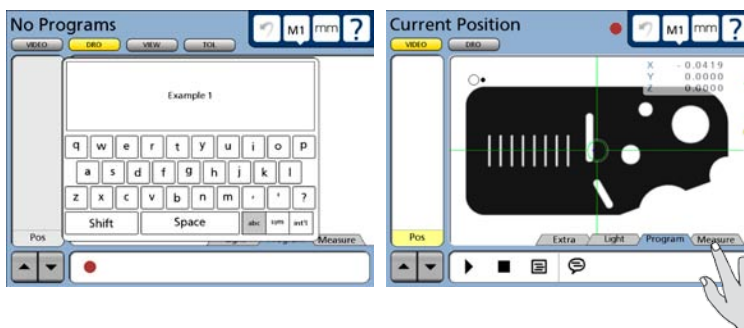 No Programs
M1 mm ?
VIDEO DRO VIEW TOL
Example 1
q w e r t y u i o p
a s d f g h j k l
z x c v b n m , ' ?
Shift Space abc sym int'l
Pos
Measure
Current Position
M1 mm ?
VIDEO DRO
X - 0.0419
Y 0.0000
Z 0.0000
Pos
Extra Light Program Measure